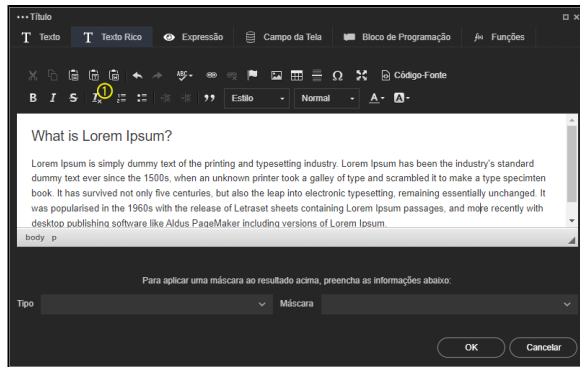 Título
Texto Texto Rico Expressão Campo da Tela Bloco de Programação f(x) Funções
Código-Fonte
B I S Ix 1 Estilo Normal A A
What is Lorem Ipsum?
Lorem Ipsum is simply dummy text of the printing and typesetting industry. Lorem Ipsum has been the industry's standard
dummy text ever since the 1500s, when an unknown printer took a galley of type and scrambled it to make a type specimten
book. It has survived not only five centuries, but also the leap into electronic typesetting, remaining essentially unchanged. It
was popularised in the 1960s with the release of Letraset sheets containing Lorem Ipsum passages, and more recently with
desktop publishing software like Aldus PageMaker including versions of Lorem Ipsum.
body p
Para aplicar uma máscara ao resultado acima, preencha as informações abaixo:
Tipo Máscara
OK Cancelar